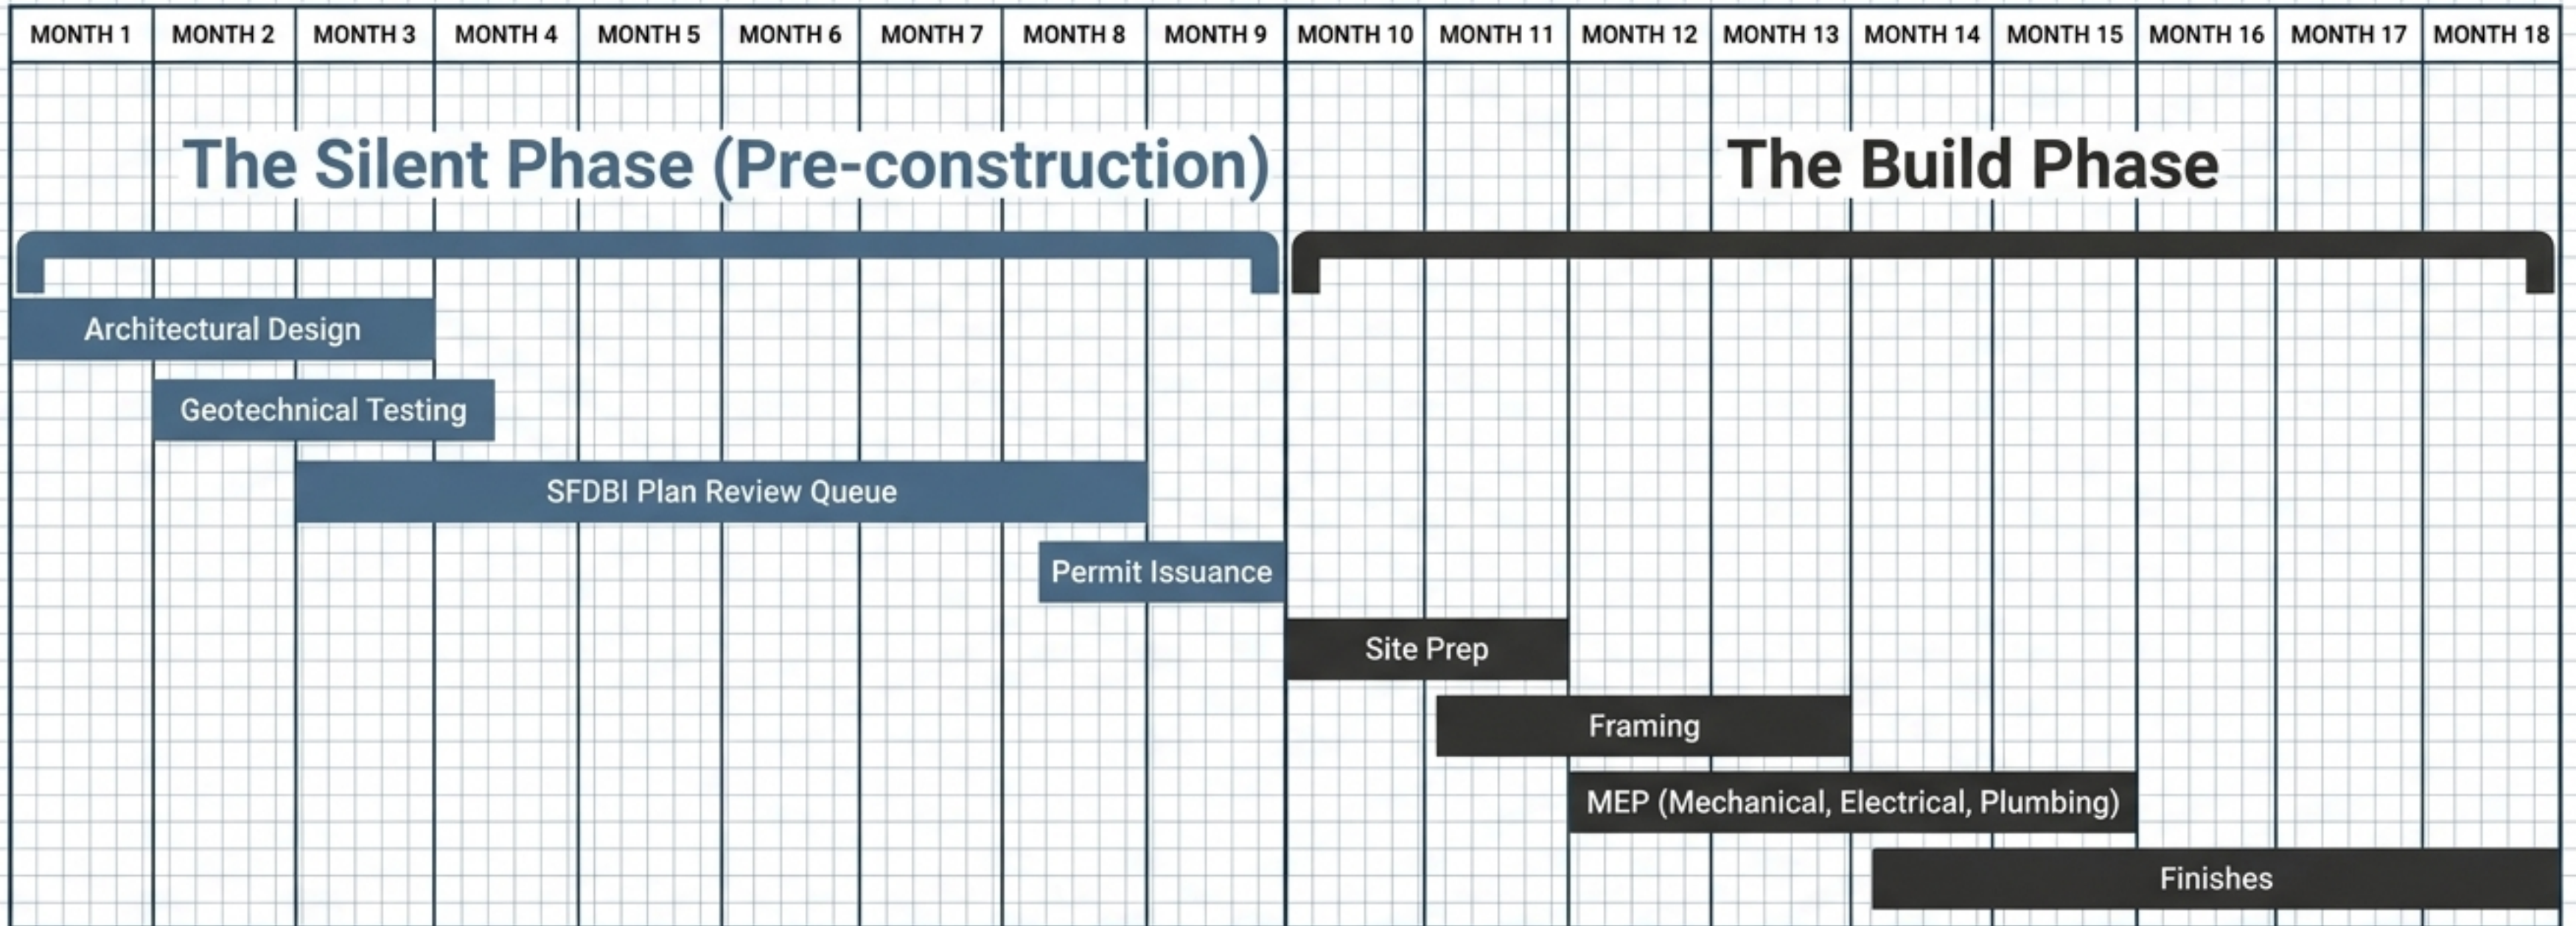 MONTH 1 MONTH 2 MONTH 3 MONTH 4 MONTH 5 MONTH 6 MONTH 7 MONTH 8 MONTH 9 MONTH 10 MONTH 11 MONTH 12 MONTH 13 MONTH 14 MONTH 15 MONTH 16 MONTH 17 MONTH 18
The Silent Phase (Pre-construction) The Build Phase
Architectural Design
Geotechnical Testing
SFDBI Plan Review Queue
Permit Issuance
Site Prep
Framing
MEP (Mechanical, Electrical, Plumbing)
Finishes